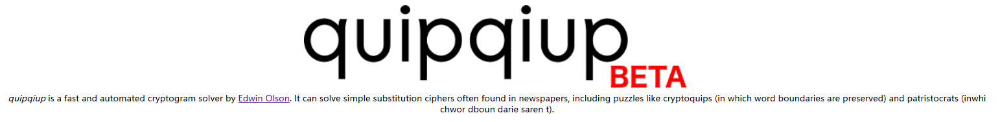 quipqiup
BETA
quipqiup is a fast and automated cryptogram solver by Edwin Olson. It can solve simple substitution ciphers often found in newspapers, including puzzles like cryptoquips (in which word boundaries are preserved) and patristocrats (inwhi
chwor dboun darie saren t).